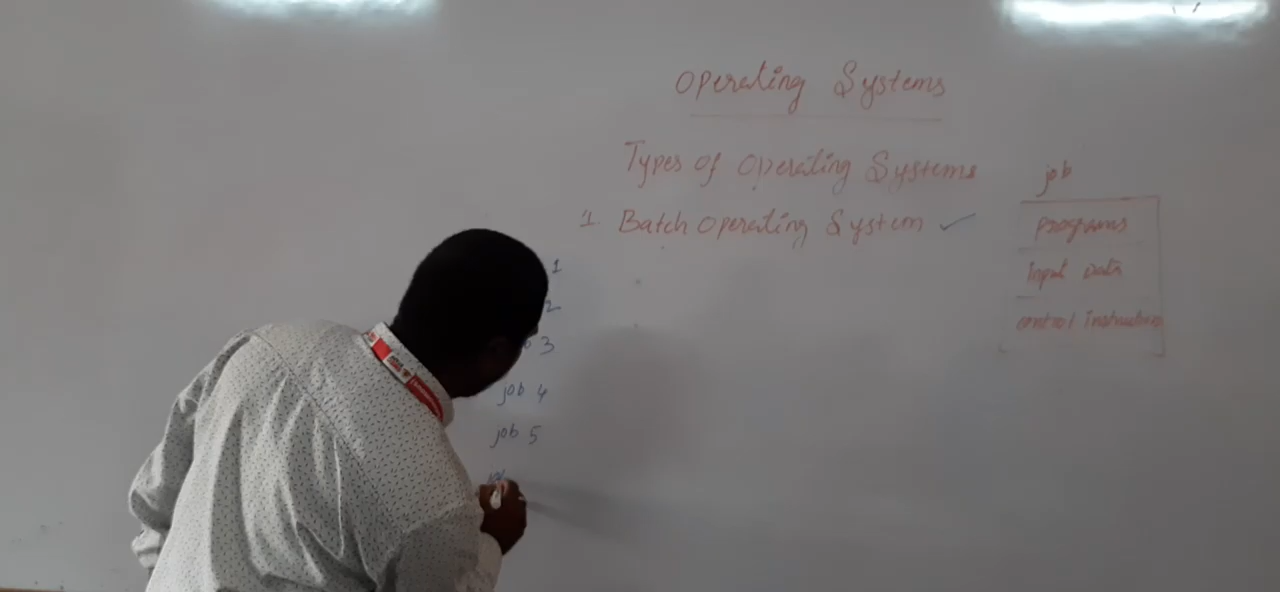 Operating Systems
Types of Operating Systems
1. Batch Operating System ✓
job
Programs
Input Data
control Instructions
1
2
3
job 4
job 5